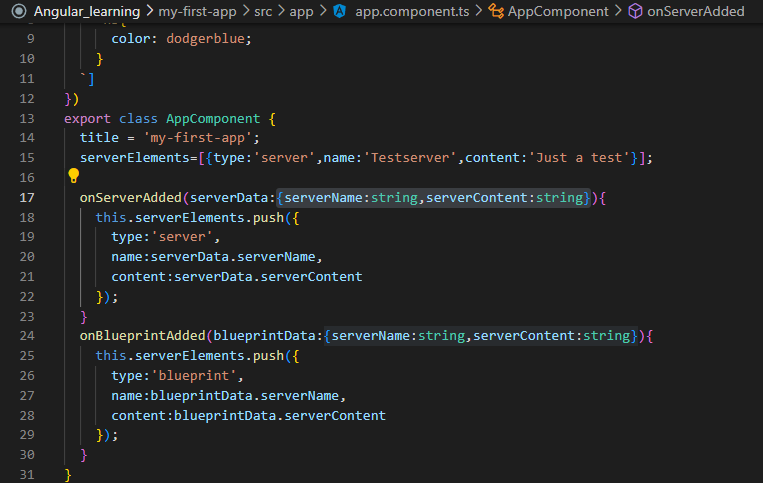 Angular_learning > my-first-app > src > app > app.component.ts > AppComponent > onServerAdded
9 color: dodgerblue;
10 }
11 `]
12 })
13 export class AppComponent {
14 title = 'my-first-app';
15 serverElements=[{type:'server',name:'Testserver',content:'Just a test'}];
16
17 onServerAdded(serverData:{serverName:string,serverContent:string}){
18 this.serverElements.push({
19 type:'server',
20 name:serverData.serverName,
21 content:serverData.serverContent
22 });
23 }
24 onBlueprintAdded(blueprintData:{serverName:string,serverContent:string}){
25 this.serverElements.push({
26 type:'blueprint',
27 name:blueprintData.serverName,
28 content:blueprintData.serverContent
29 });
30 }
31 }